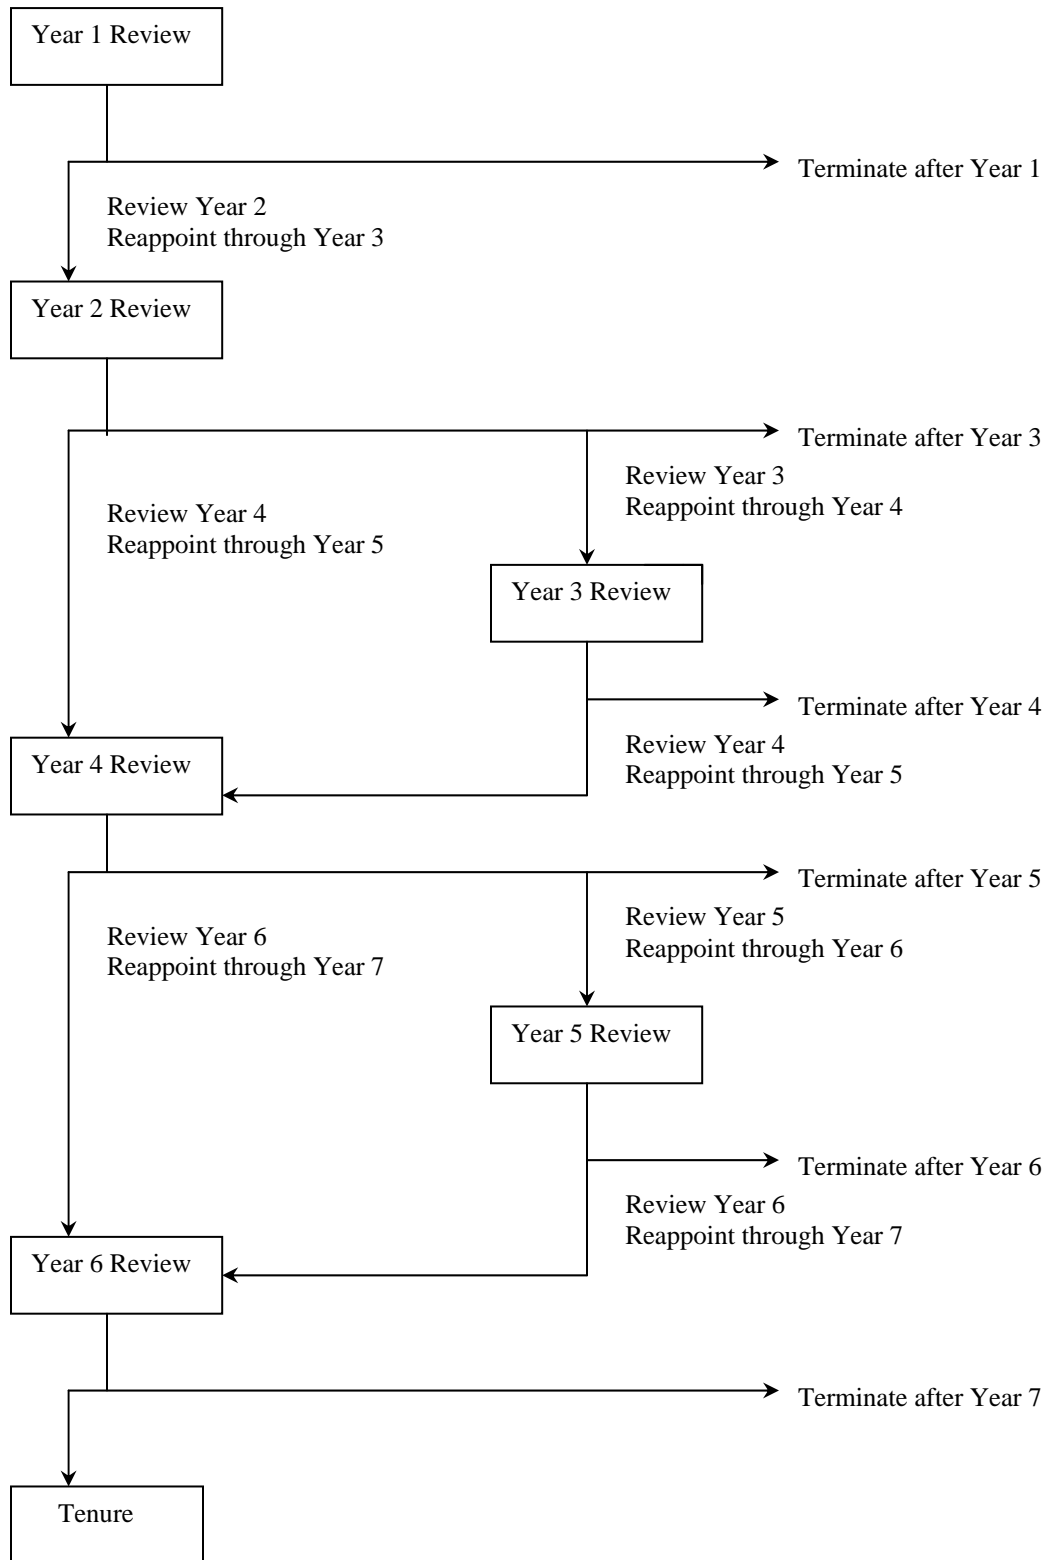 Year 1 Review
Terminate after Year 1
Review Year 2
Reappoint through Year 3
Year 2 Review
Terminate after Year 3
Review Year 3
Reappoint through Year 4
Review Year 4
Reappoint through Year 5
Year 3 Review
Terminate after Year 4
Review Year 4
Reappoint through Year 5
Year 4 Review
Terminate after Year 5
Review Year 5
Reappoint through Year 6
Review Year 6
Reappoint through Year 7
Year 5 Review
Terminate after Year 6
Review Year 6
Reappoint through Year 7
Year 6 Review
Terminate after Year 7
Tenure